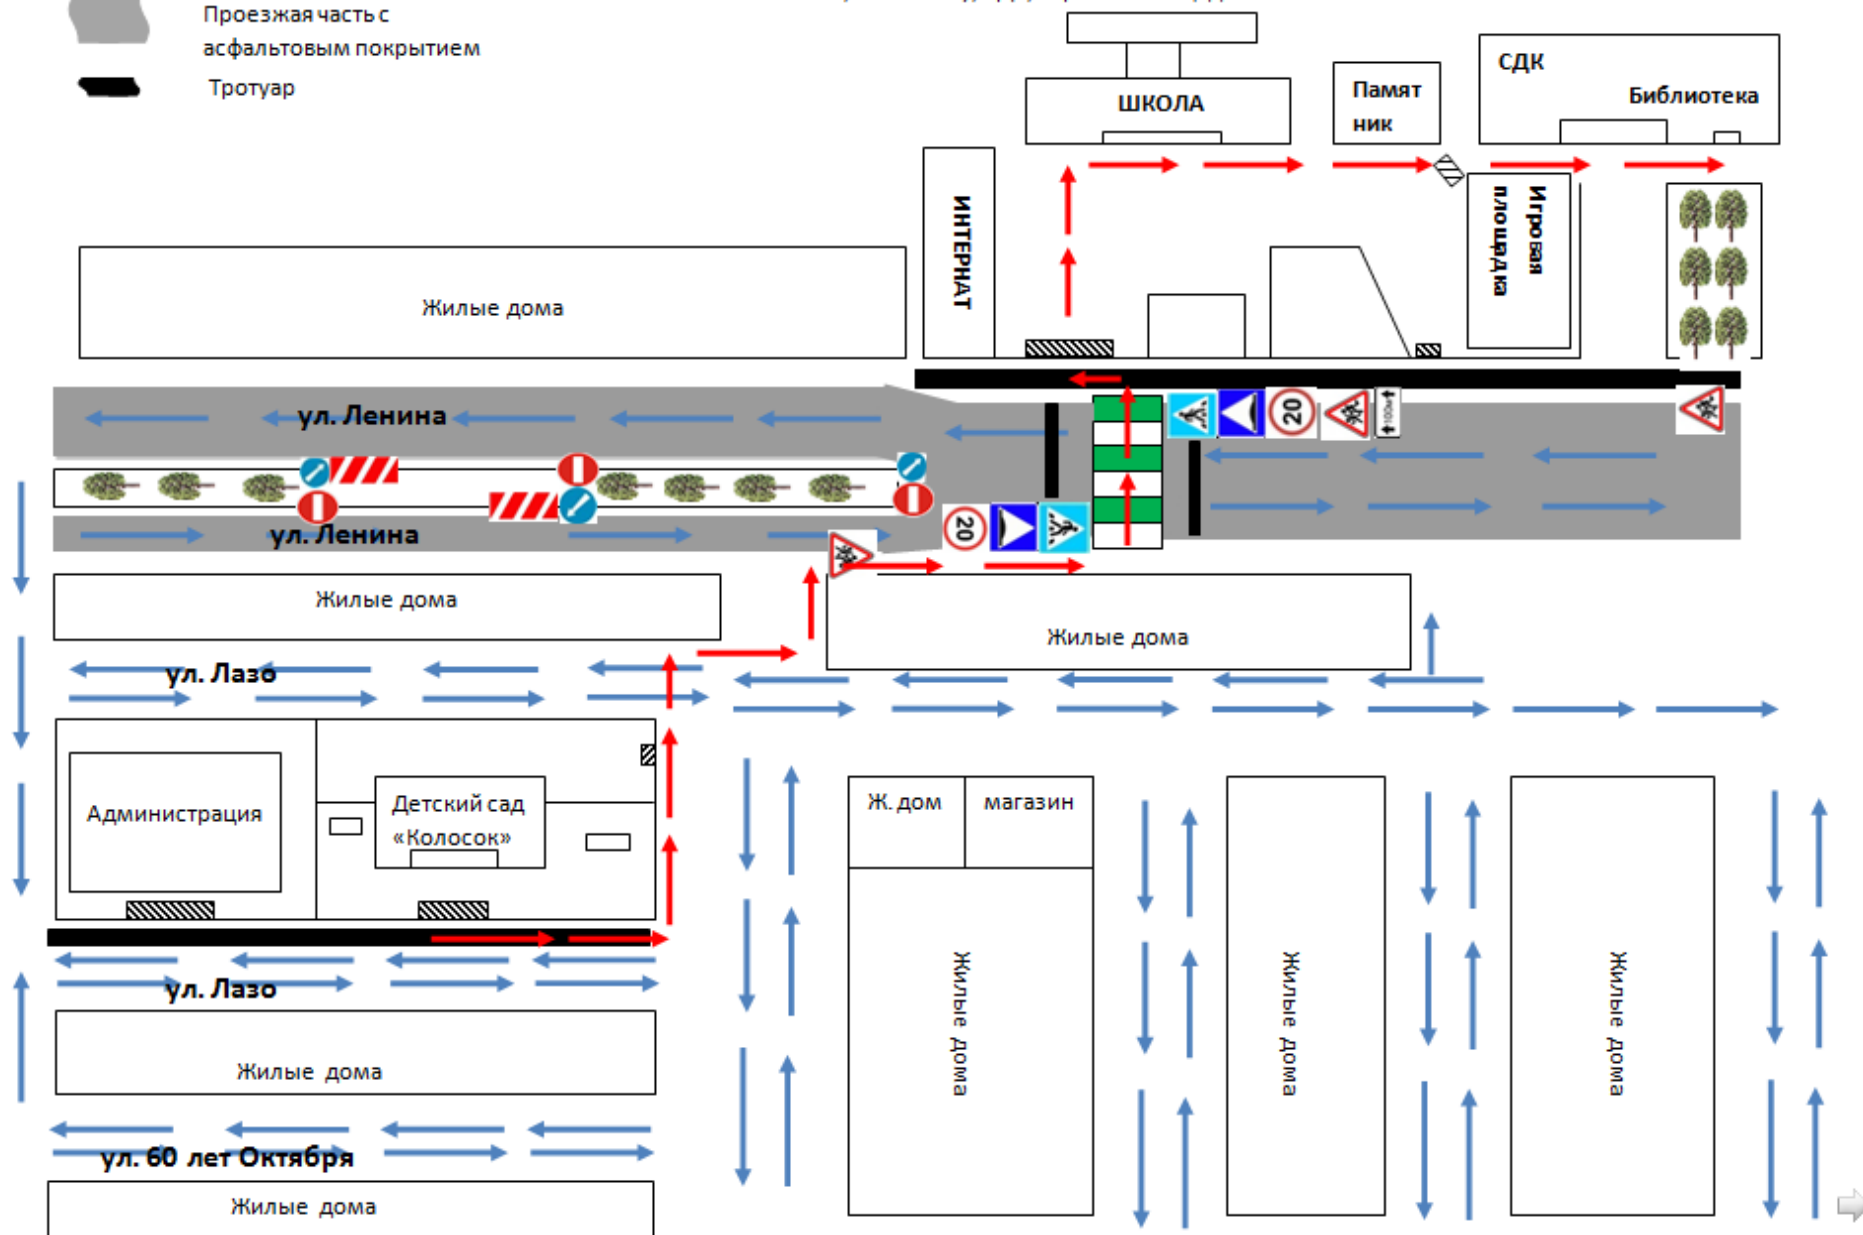 Проезжая часть с
асфальтовым покрытием
Тротуар
ШКОЛА
Памят
ник
СДК
Библиотека
ИНТЕРНАТ
Игровая
площадка
Жилые дома
ул. Ленина
20
100м
ул. Ленина
20
Жилые дома
Жилые дома
ул. Лазо
Администрация
Детский сад
«Колосок»
Ж. дом
магазин
Жилые дома
Жилые дома
Жилые дома
ул. Лазо
Жилые дома
ул. 60 лет Октября
Жилые дома